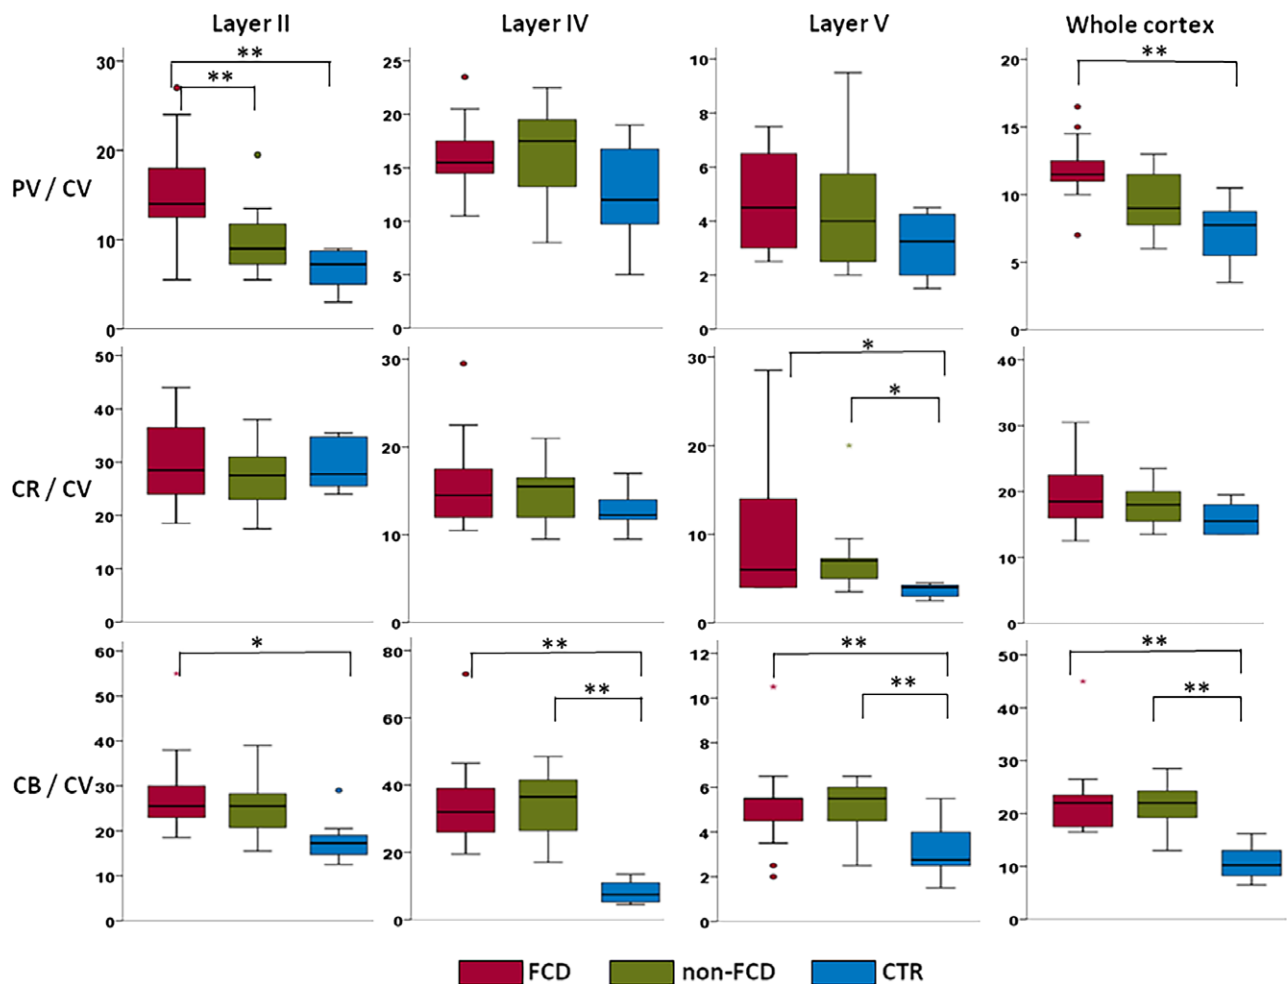 Layer II Layer IV Layer V Whole cortex
PV / CV
30 20 10 0
** **
25 20 15 10 5 0
10 8 6 4 2 0
20 15 10 5 0
**
CR / CV
50 40 30 20 10 0
30 20 10 0
30 20 10 0
* *
40 30 20 10 0
CB / CV
60 50 40 30 20 10 0
*
80 60 40 20 0
** **
12 10 8 6 4 2 0
** **
50 40 30 20 10 0
** **
FCD non-FCD CTR